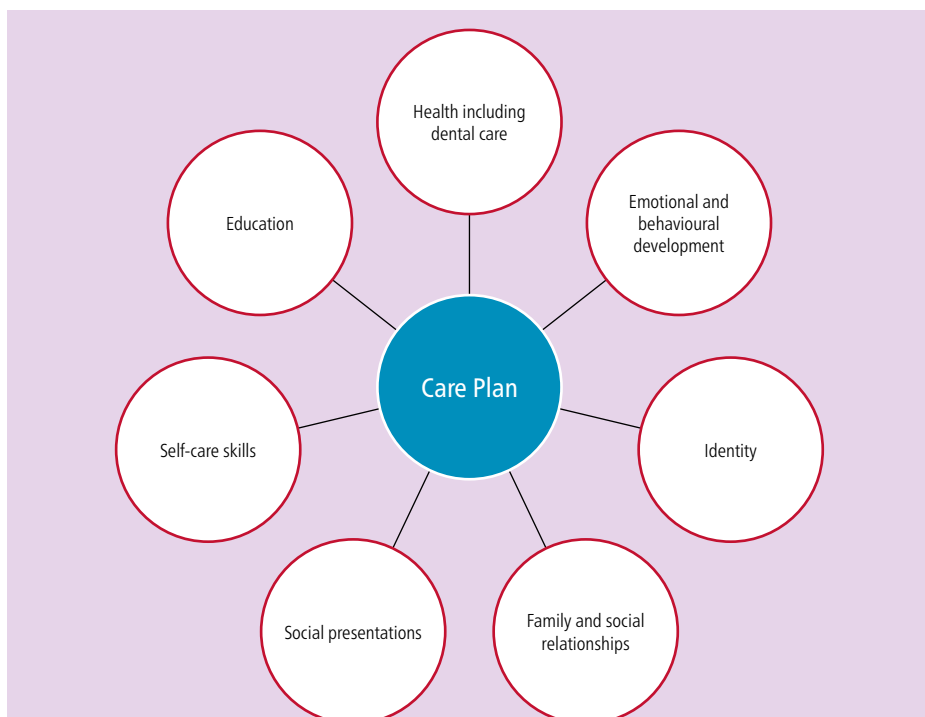 Health including
dental care
Emotional and
behavioural
development
Education
Care Plan
Self-care skills
Identity
Social presentations
Family and social
relationships